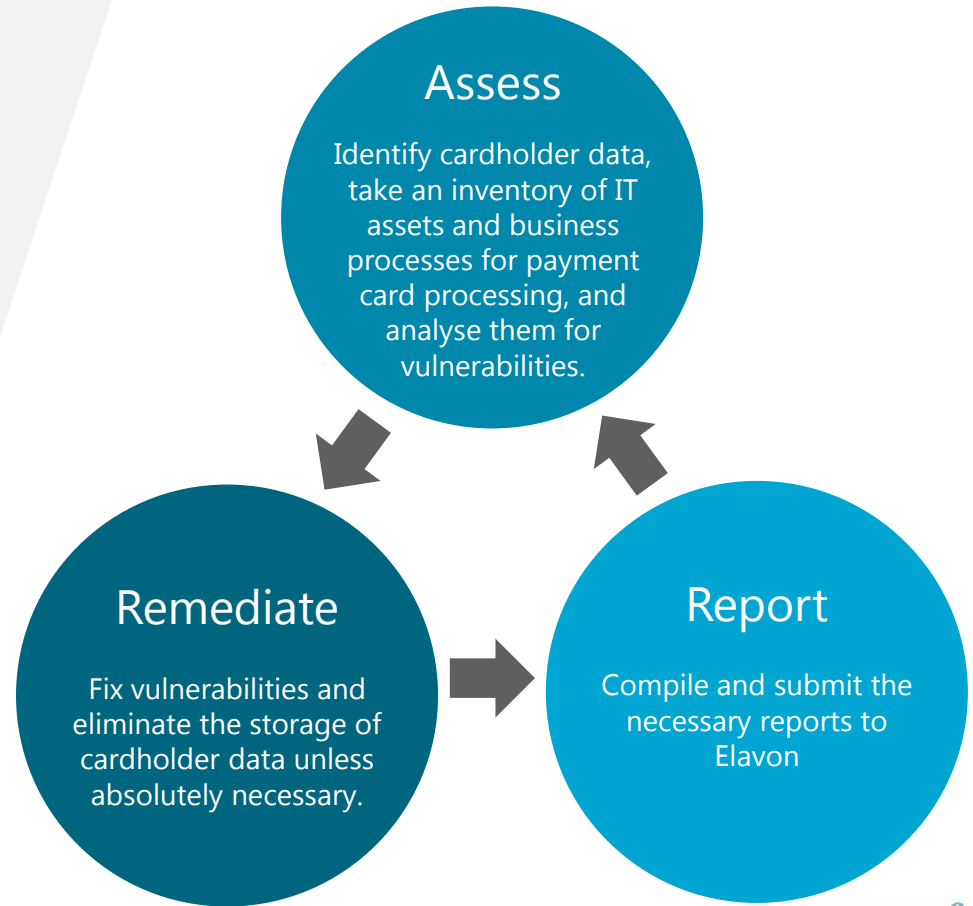 Assess
Identify cardholder data,
take an inventory of IT
assets and business
processes for payment
card processing, and
analyse them for
vulnerabilities.
Remediate
Fix vulnerabilities and
eliminate the storage of
cardholder data unless
absolutely necessary.
Report
Compile and submit the
necessary reports to
Elavon